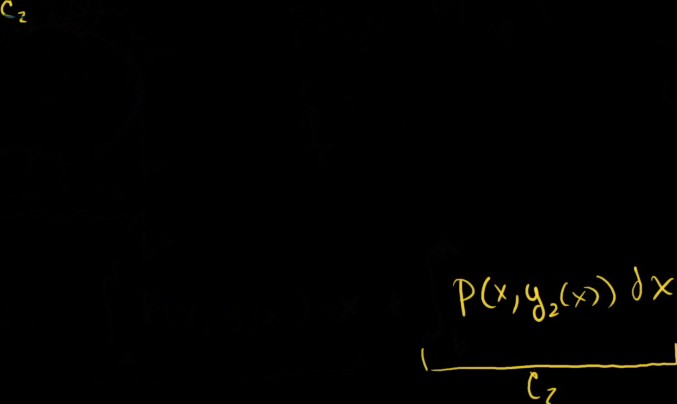 C₂
P(x, y₂(x)) dx
C₂